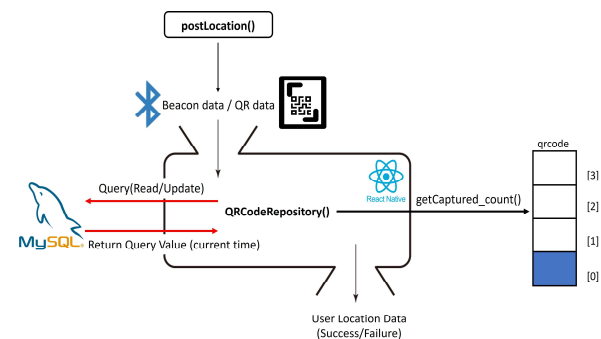 postLocation()
Beacon data / QR data
qrcode
Query(Read/Update)
React Native
[3]
QRCodeRepository()
getCaptured_count()
[2]
MySQL®
Return Query Value (current time)
[1]
[0]
User Location Data
(Success/Failure)